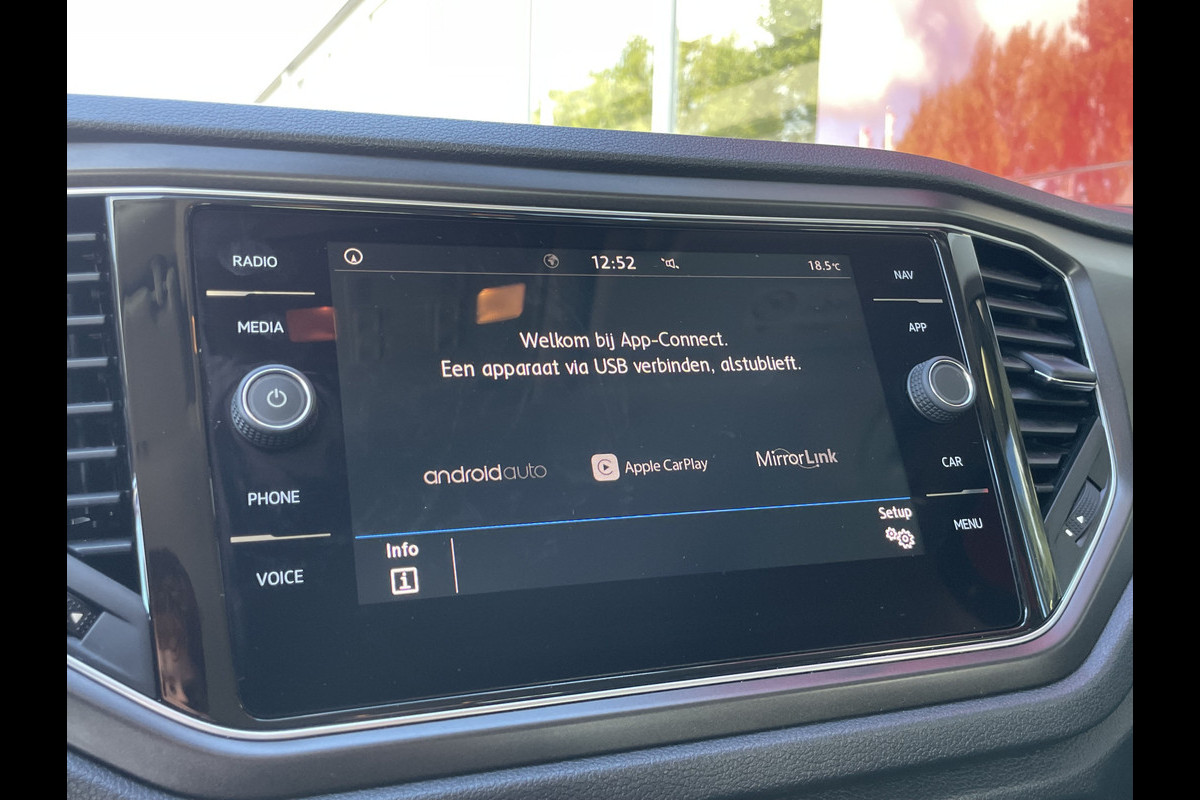 RADIO
MEDIA
PHONE
VOICE
12:52
18.5°C
Welkom bij App-Connect.
Een apparaat via USB verbinden, alstublieft.
androidauto
Apple CarPlay
MirrorLink
Info
i
Setup
NAV
APP
CAR
MENU